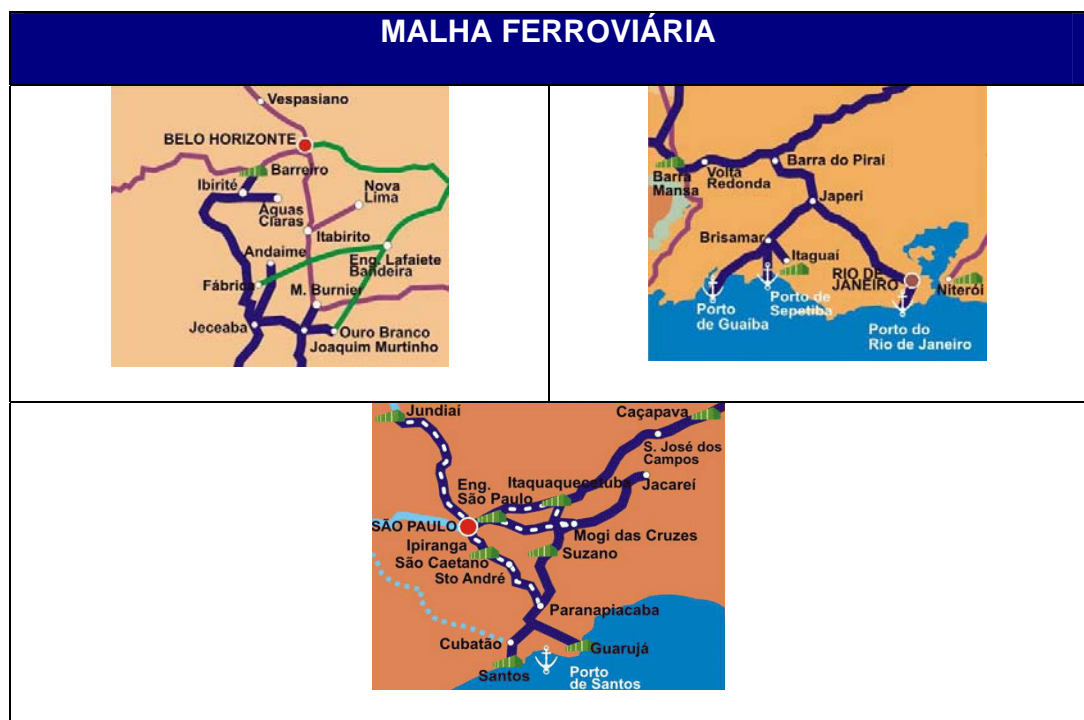 MALHA FERROVIÁRIA
Vespasiano
BELO HORIZONTE
Barreiro
Ibirité
Nova
Lima
Águas
Claras
Itabirito
Andaime
Eng. Lafaiete
Bandeira
Fábrica
M. Burnier
Jeceaba
Ouro Branco
Joaquim Murtinho
Barra do Piraí
Volta
Redonda
Barra
Mansa
Japeri
Brisamar
Itaguaí
RIO DE
JANEIRO
Niterói
Porto
de Guaíba
Porto de
Sepetiba
Porto do
Rio de Janeiro
Jundiaí
Caçapava
S. José dos
Campos
Itaquaquecetuba
Jacareí
Eng.
São Paulo
SÃO PAULO
Mogi das Cruzes
Ipiranga
Suzano
São Caetano
Sto André
Paranapiacaba
Cubatão
Guarujá
Santos
Porto
de Santos